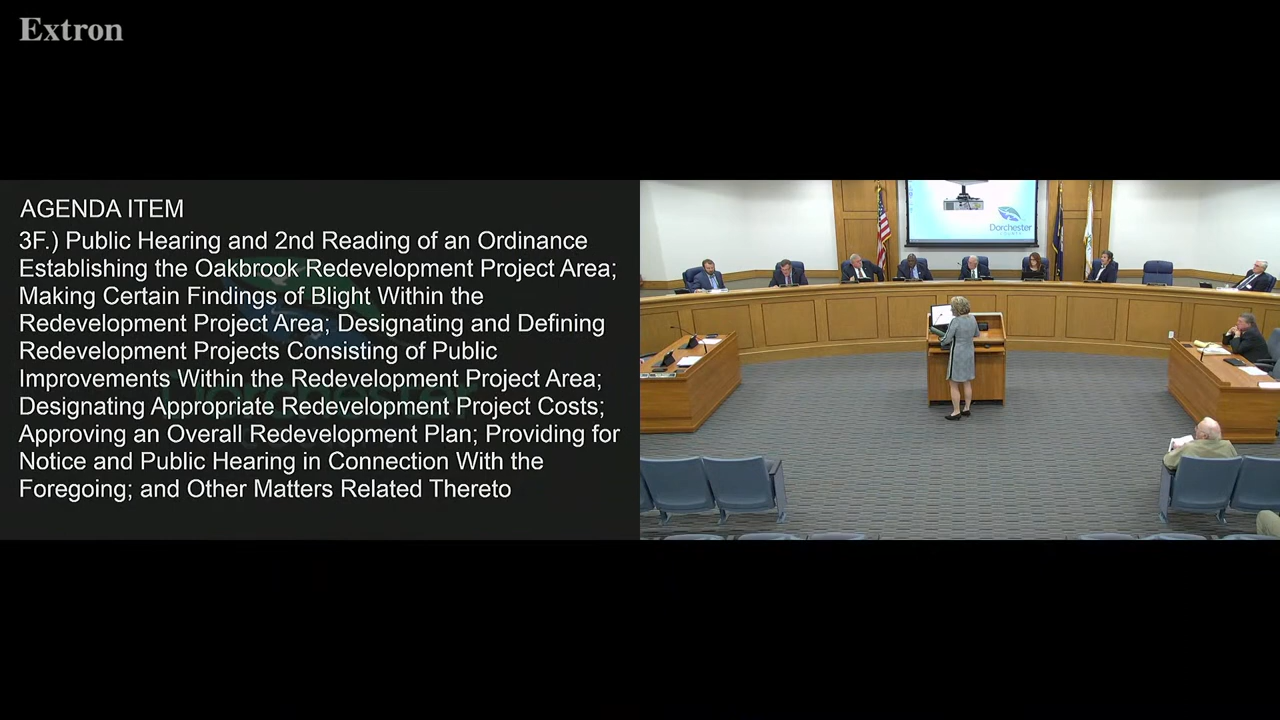 Extron
AGENDA ITEM
3F.) Public Hearing and 2nd Reading of an Ordinance
Establishing the Oakbrook Redevelopment Project Area;
Making Certain Findings of Blight Within the
Redevelopment Project Area; Designating and Defining
Redevelopment Projects Consisting of Public
Improvements Within the Redevelopment Project Area;
Designating Appropriate Redevelopment Project Costs;
Approving an Overall Redevelopment Plan; Providing for
Notice and Public Hearing in Connection With the
Foregoing; and Other Matters Related Thereto
Dorchester
COUNTY